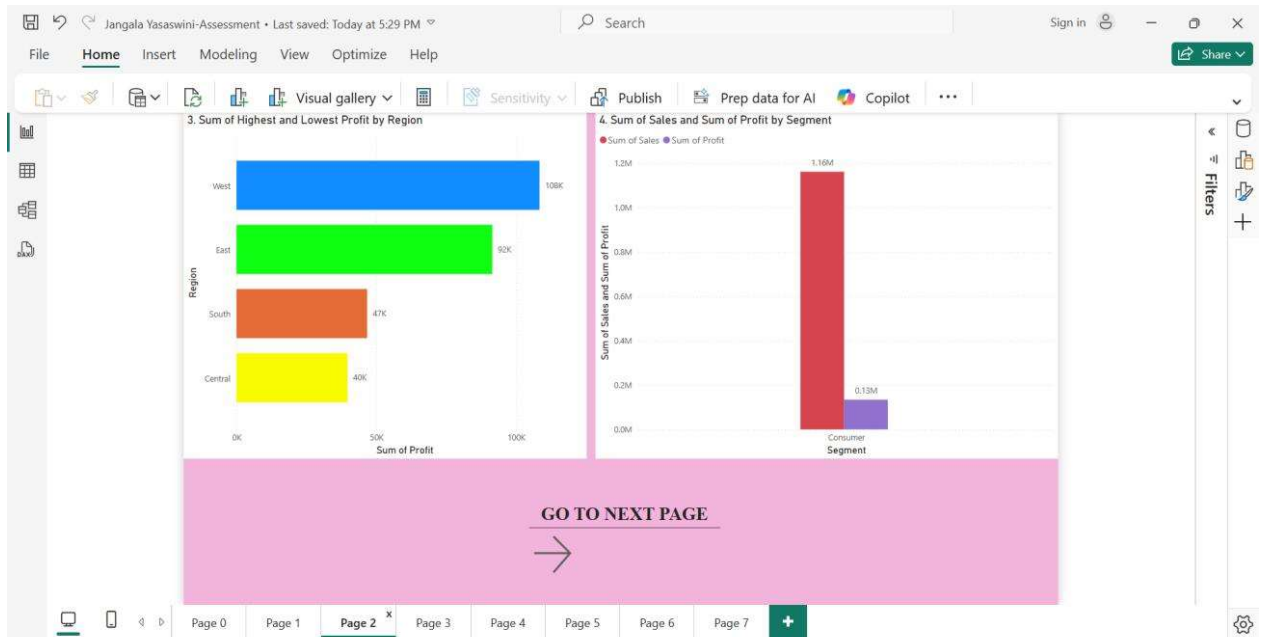 Jangala Yasaswini-Assessment • Last saved: Today at 5:29 PM
Search
Sign in
File Home Insert Modeling View Optimize Help
Share
Visual gallery
Sensitivity
Publish
Prep data for AI
Copilot
3. Sum of Highest and Lowest Profit by Region
Region
West 108K
East 92K
South 47K
Central 40K
0K 50K 100K
Sum of Profit
4. Sum of Sales and Sum of Profit by Segment
Sum of Sales Sum of Profit
Sum of Sales and Sum of Profit
1.2M
1.0M
0.8M
0.6M
0.4M
0.2M
0.0M
1.16M
0.13M
Consumer
Segment
Filters
GO TO NEXT PAGE
Page 0 Page 1 Page 2 x Page 3 Page 4 Page 5 Page 6 Page 7 +